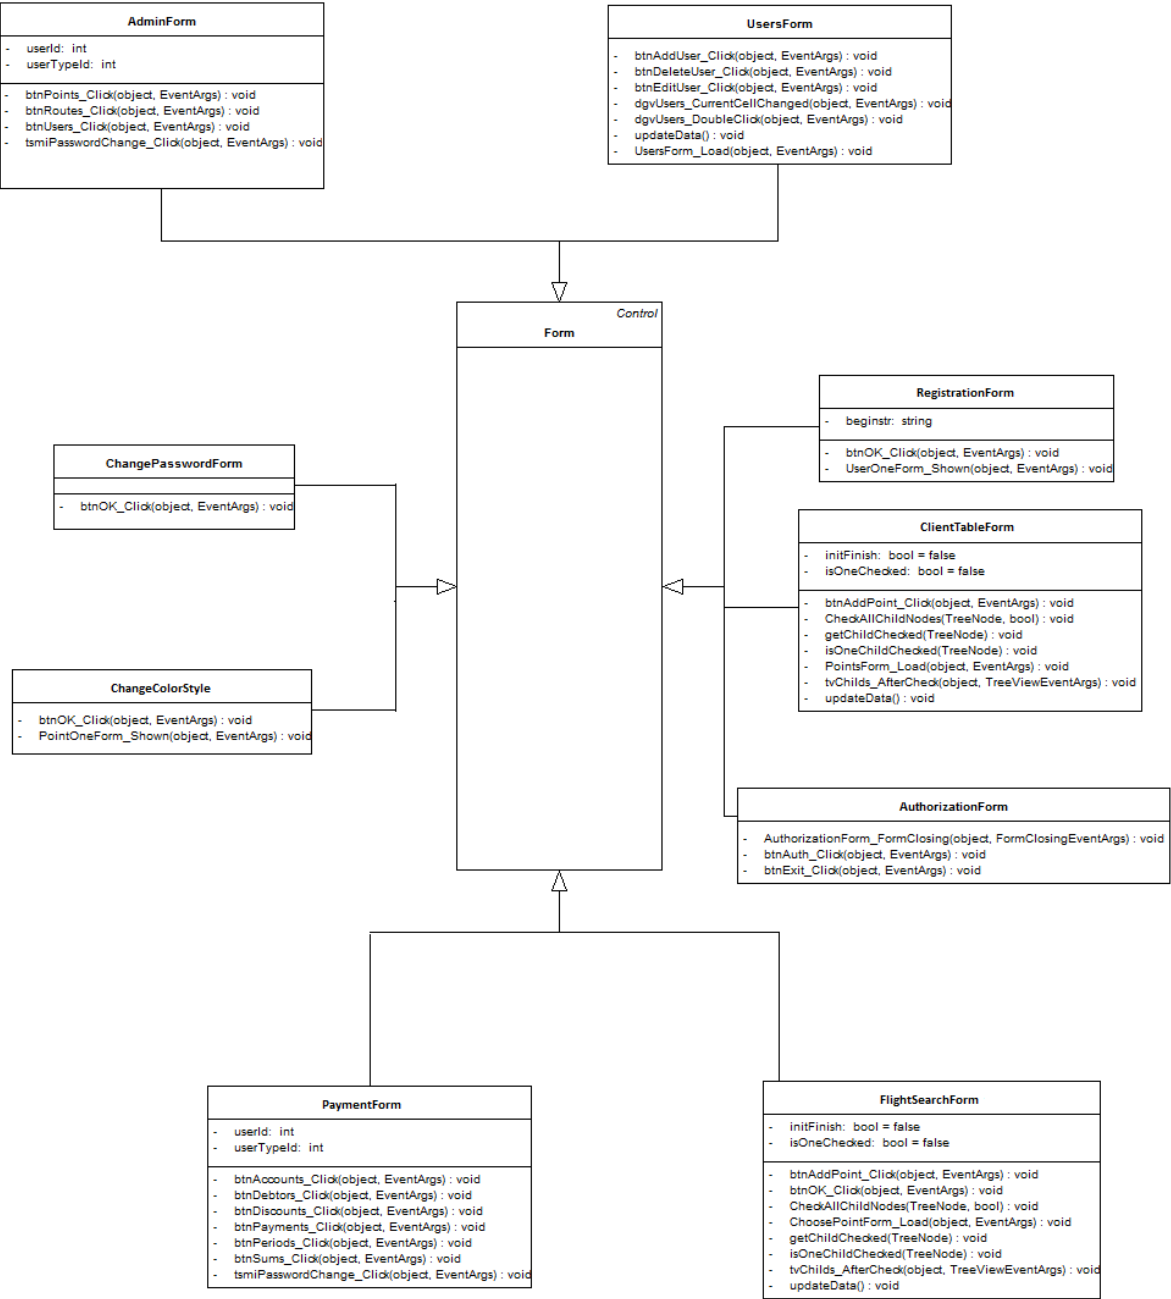 AdminForm
- userId: int
- userTypeId: int
- btnPoints_Click(object, EventArgs) : void
- btnRoutes_Click(object, EventArgs) : void
- btnUsers_Click(object, EventArgs) : void
- tsmiPasswordChange_Click(object, EventArgs) : void
UsersForm
- btnAddUser_Click(object, EventArgs) : void
- btnDeleteUser_Click(object, EventArgs) : void
- btnEditUser_Click(object, EventArgs) : void
- dgvUsers_CurrentCellChanged(object, EventArgs) : void
- dgvUsers_DoubleClick(object, EventArgs) : void
- updateData() : void
- UsersForm_Load(object, EventArgs) : void
Control
Form
RegistrationForm
- beginstr: string
- btnOK_Click(object, EventArgs) : void
- UserOneForm_Shown(object, EventArgs) : void
ChangePasswordForm
- btnOK_Click(object, EventArgs) : void
ClientTableForm
- initFinish: bool = false
- isOneChecked: bool = false
- btnAddPoint_Click(object, EventArgs) : void
- CheckAllChildNodes(TreeNode, bool) : void
- getChildChecked(TreeNode) : void
- isOneChildChecked(TreeNode) : void
- PointsForm_Load(object, EventArgs) : void
- tvChilds_AfterCheck(object, TreeViewEventArgs) : void
- updateData() : void
ChangeColorStyle
- btnOK_Click(object, EventArgs) : void
- PointOneForm_Shown(object, EventArgs) : void
AuthorizationForm
- AuthorizationForm_FormClosing(object, FormClosingEventArgs) : void
- btnAuth_Click(object, EventArgs) : void
- btnExit_Click(object, EventArgs) : void
PaymentForm
- userId: int
- userTypeId: int
- btnAccounts_Click(object, EventArgs) : void
- btnDebtors_Click(object, EventArgs) : void
- btnDiscounts_Click(object, EventArgs) : void
- btnPayments_Click(object, EventArgs) : void
- btnPeriods_Click(object, EventArgs) : void
- btnSums_Click(object, EventArgs) : void
- tsmiPasswordChange_Click(object, EventArgs) : void
FlightSearchForm
- initFinish: bool = false
- isOneChecked: bool = false
- btnAddPoint_Click(object, EventArgs) : void
- btnOK_Click(object, EventArgs) : void
- CheckAllChildNodes(TreeNode, bool) : void
- ChoosePointForm_Load(object, EventArgs) : void
- getChildChecked(TreeNode) : void
- isOneChildChecked(TreeNode) : void
- tvChilds_AfterCheck(object, TreeViewEventArgs) : void
- updateData() : void